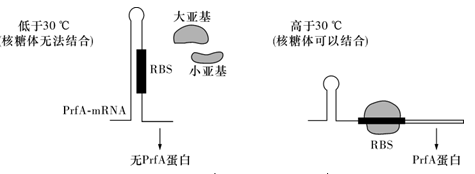 低于30 ℃
(核糖体无法结合)
大亚基
小亚基
RBS
PrfA-mRNA
无PrfA蛋白
高于30 ℃
(核糖体可以结合)
RBS
PrfA蛋白